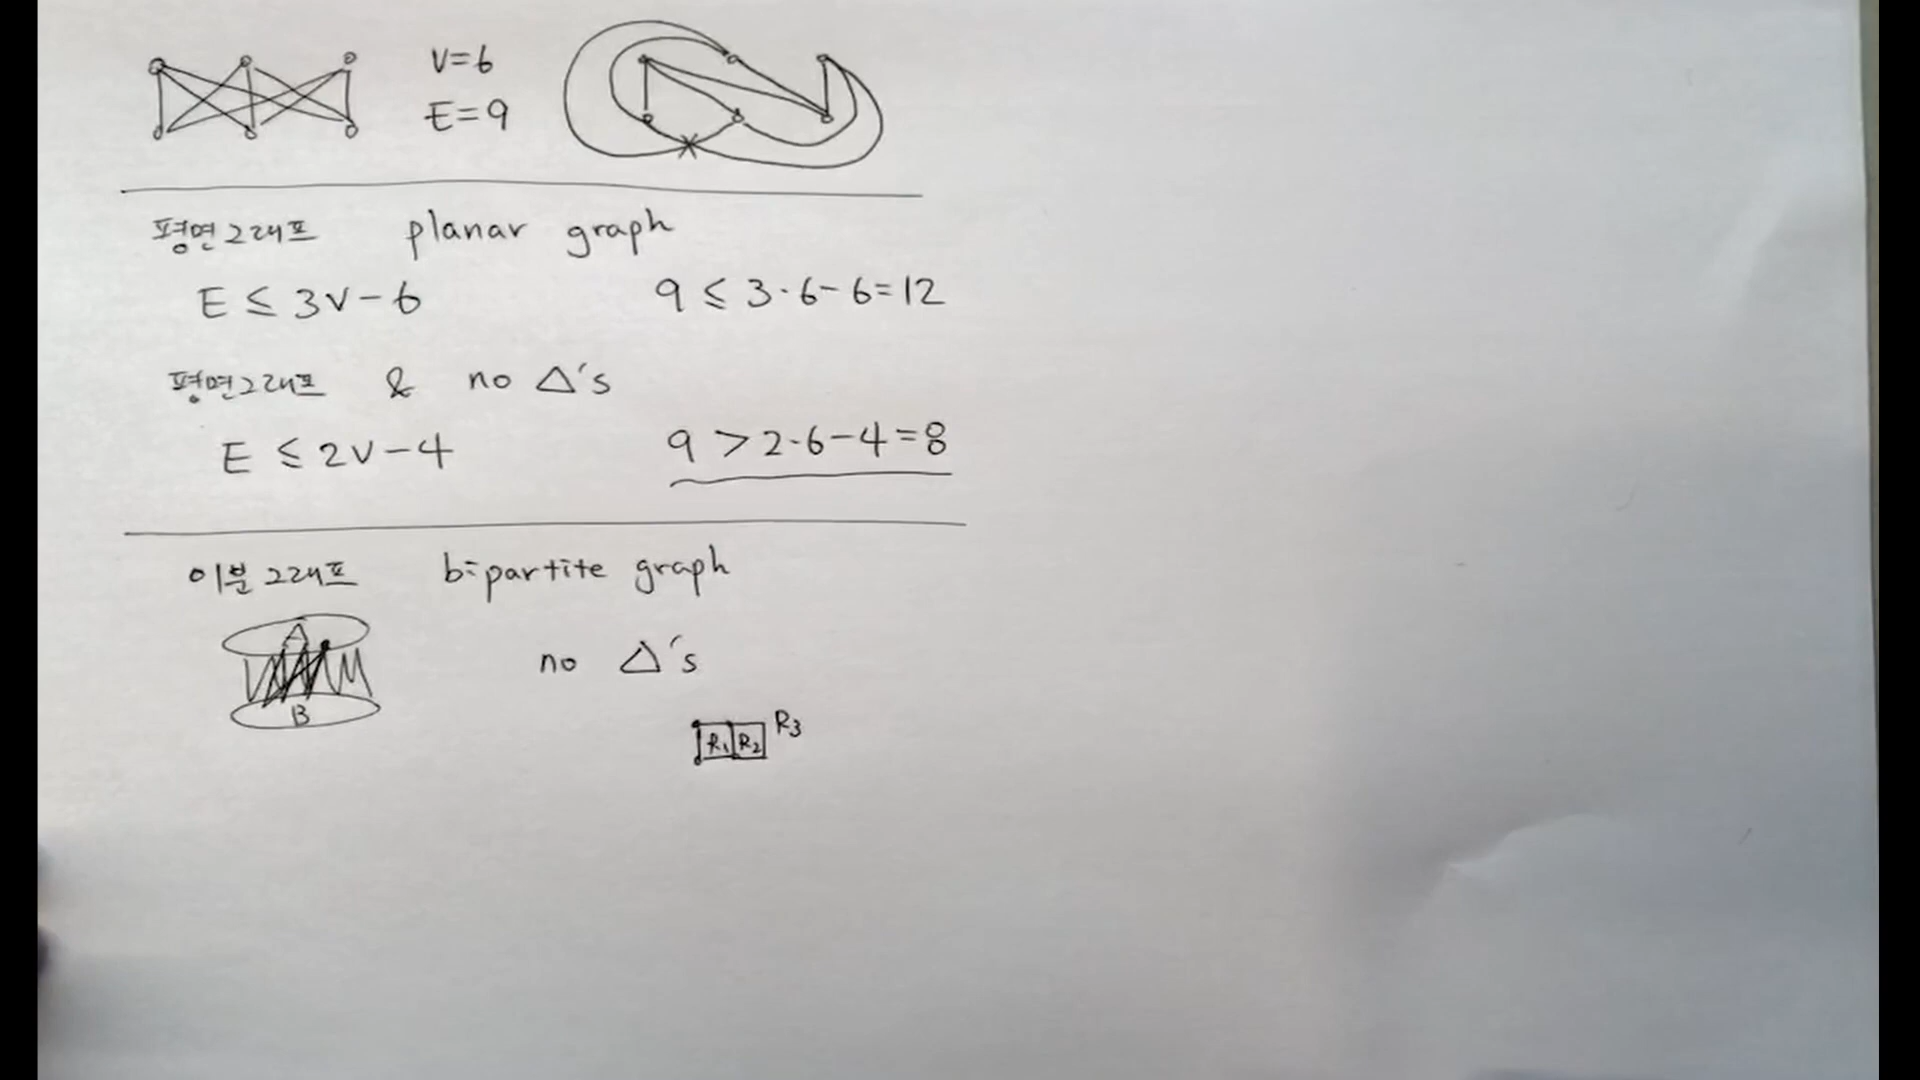 V=6
E=9
평면그래프 planar graph
E ≤ 3V-6 9 ≤ 3·6-6=12
평면그래프 & no △'s
E ≤ 2V-4 9 > 2·6-4=8
이분그래프 bipartite graph
A
no △'s
B
R₁ R₂ R₃